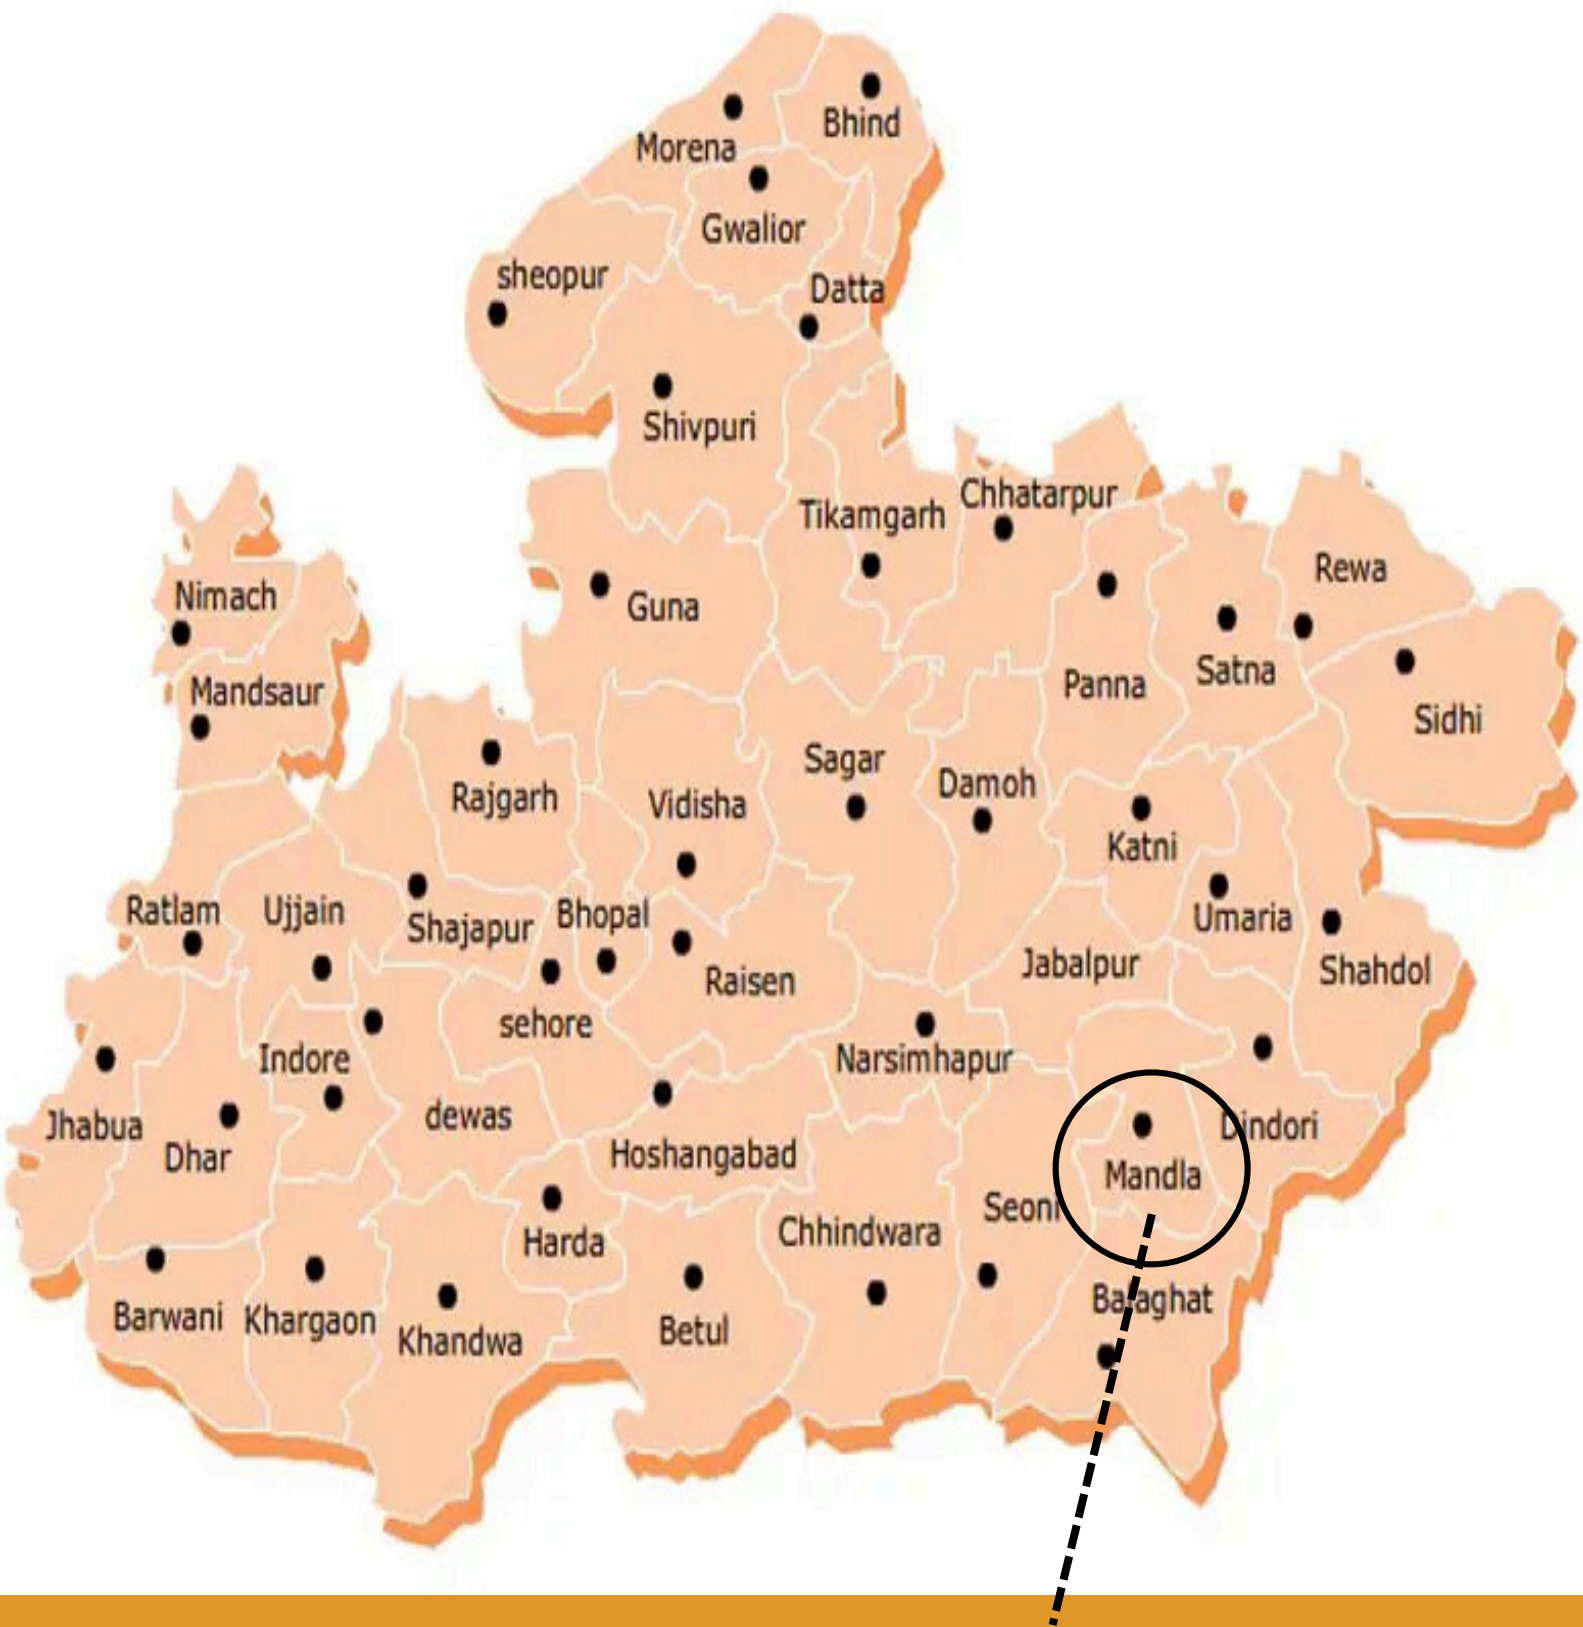 Bhind
Morena
Gwalior
sheopur
Datta
Shivpuri
Chhatarpur
Tikamgarh
Rewa
Nimach
Guna
Satna
Panna
Mandsaur
Sidhi
Sagar
Damoh
Rajgarh
Vidisha
Katni
Ratlam
Ujjain
Bhopal
Umaria
Shajapur
Jabalpur
Shahdol
Raisen
sehore
Indore
Narsimhapur
dewas
Jhabua
Dindori
Dhar
Hoshangabad
Mandla
Seoni
Chhindwara
Harda
Balaghat
Barwani
Khargaon
Betul
Khandwa